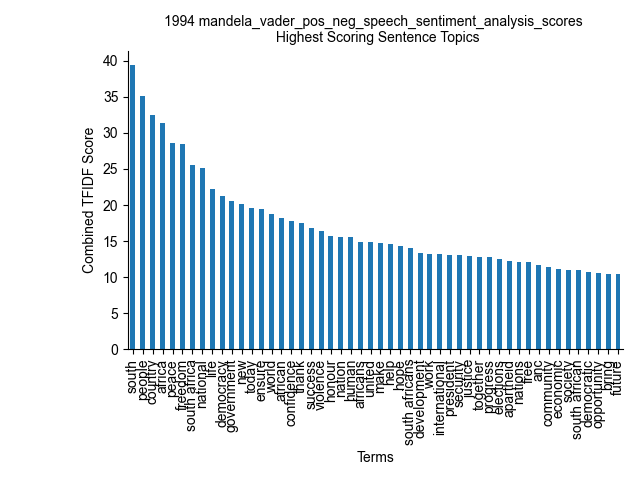 1994 mandela_vader_pos_neg_speech_sentiment_analysis_scores
Highest Scoring Sentence Topics
Combined TFIDF Score
40
35
30
25
20
15
10
5
0
south
people
country
africa
peace
freedom
south africa
national
life
democracy
government
new
today
ensure
world
african
confidence
thank
success
violence
honour
nation
human
africans
united
make
help
hope
south africans
development
work
international
president
security
justice
together
progress
elections
apartheid
nations
free
anc
community
economic
society
south african
democratic
opportunity
bring
future
Terms